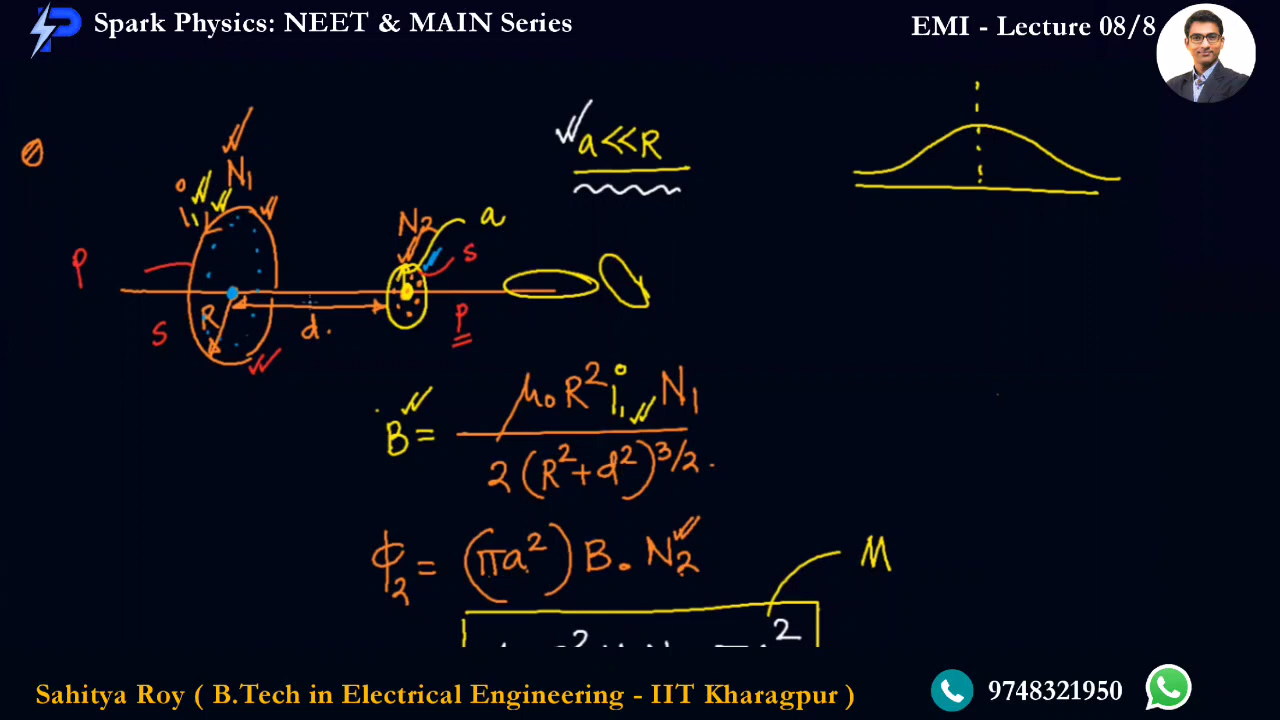 Spark Physics: NEET & MAIN Series
EMI - Lecture 08/8
a << R
N₁
i₁
N₂
a
P
S
R
d.
S
P
B = μ₀R²i₁N₁ / 2(R²+d²)^3/2.
ϕ₂ = (πa²) B. N₂
M
Sahitya Roy ( B.Tech in Electrical Engineering - IIT Kharagpur )
9748321950